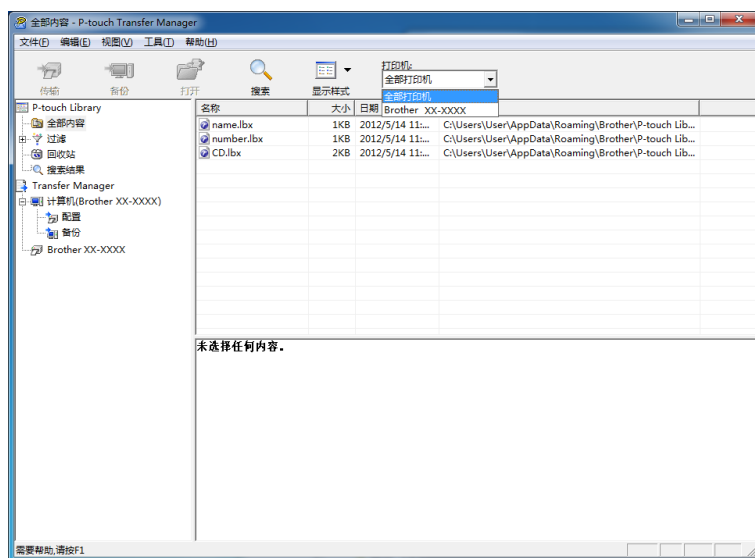 全部内容 - P-touch Transfer Manager
文件(F) 编辑(E) 视图(V) 工具(T) 帮助(H)
传输 备份 打开 搜索 显示样式
打印机:
全部打印机
全部打印机
Brother XX-XXXX
P-touch Library
全部内容
过滤
回收站
搜索结果
Transfer Manager
计算机(Brother XX-XXXX)
配置
备份
Brother XX-XXXX
名称 大小 日期
name.lbx 1KB 2012/5/14 11:... C:\Users\User\AppData\Roaming\Brother\P-touch Lib...
number.lbx 1KB 2012/5/14 11:... C:\Users\User\AppData\Roaming\Brother\P-touch Lib...
CD.lbx 2KB 2012/5/14 11:... C:\Users\User\AppData\Roaming\Brother\P-touch Lib...
未选择任何内容。
需要帮助,请按F1